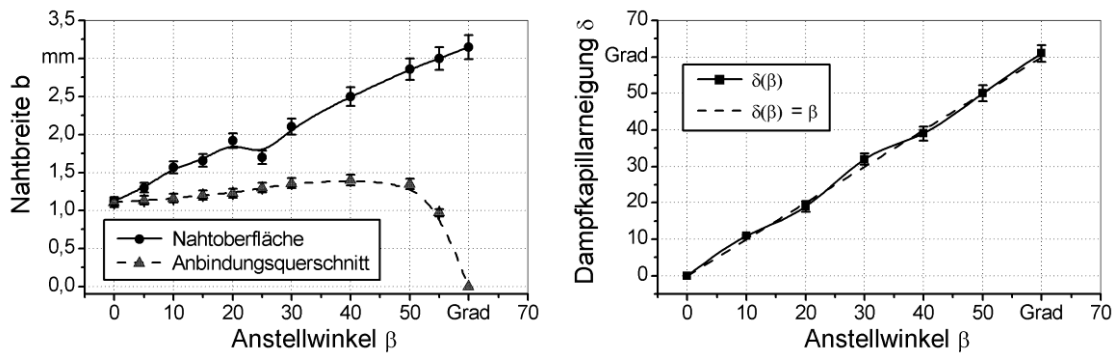 3,5
mm
2,5
2,0
1,5
1,0
0,5
0,0
Nahtbreite b
Nahtoberfläche
Anbindungsquerschnitt
0 10 20 30 40 50 Grad 70
Anstellwinkel β
70
Grad
50
40
30
20
10
0
Dampfkapillarneigung δ
δ(β)
δ(β) = β
0 10 20 30 40 50 Grad 70
Anstellwinkel β